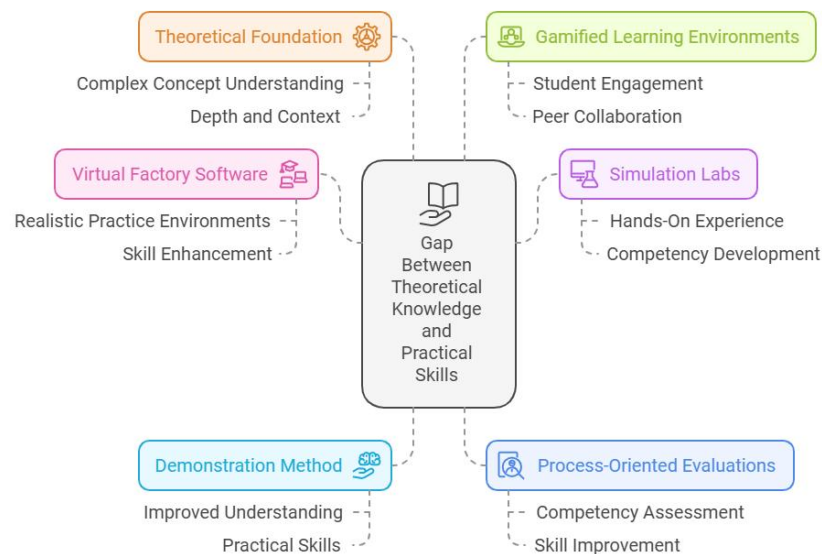 Theoretical Foundation
Complex Concept Understanding
Depth and Context
Gamified Learning Environments
Student Engagement
Peer Collaboration
Virtual Factory Software
Realistic Practice Environments
Skill Enhancement
Gap
Between
Theoretical
Knowledge
and
Practical
Skills
Simulation Labs
Hands-On Experience
Competency Development
Demonstration Method
Improved Understanding
Practical Skills
Process-Oriented Evaluations
Competency Assessment
Skill Improvement